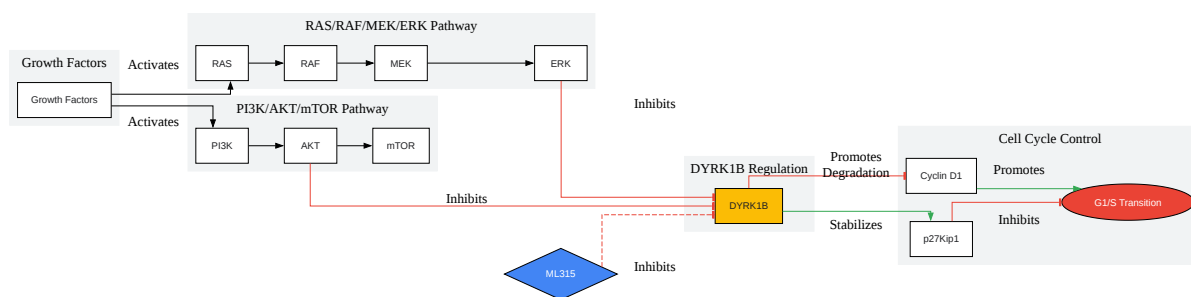 RAS/RAF/MEK/ERK Pathway
Growth Factors
Activates
RAS
RAF
MEK
ERK
Growth Factors
Inhibits
PI3K/AKT/mTOR Pathway
Activates
PI3K
AKT
mTOR
Cell Cycle Control
DYRK1B Regulation
Promotes
Degradation
Cyclin D1
Promotes
Inhibits
DYRK1B
G1/S Transition
Stabilizes
Inhibits
p27Kip1
ML315
Inhibits